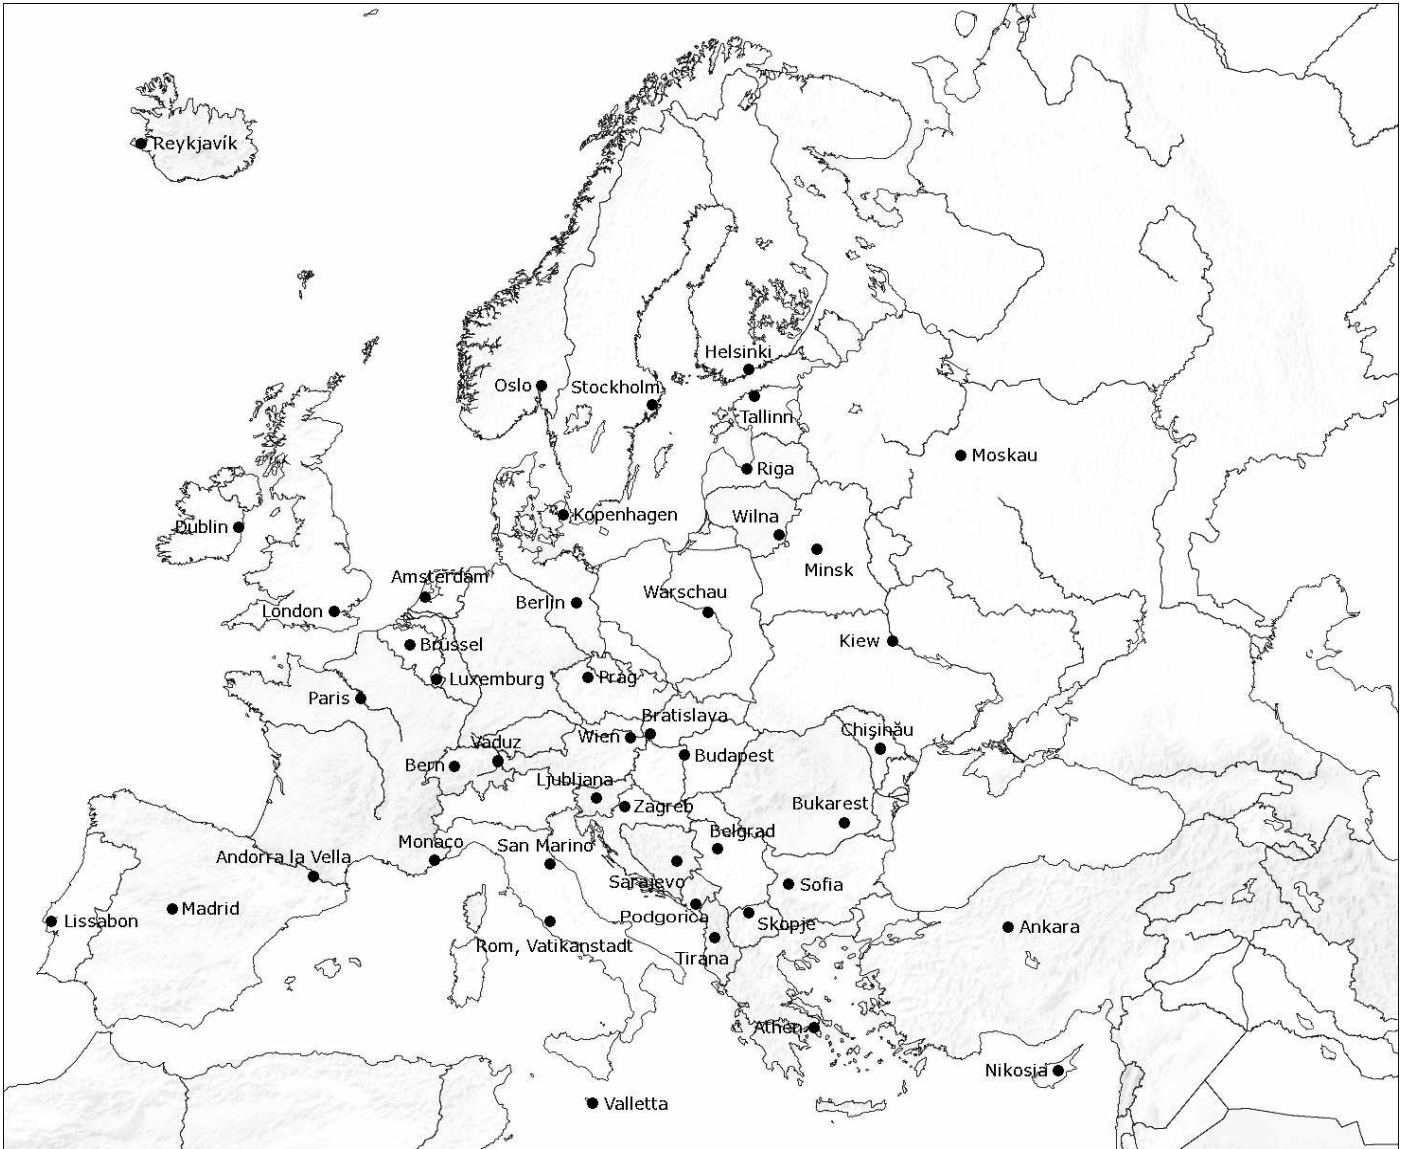 Reykjavík
Helsinki
Oslo
Stockholm
Tallinn
Moskau
Riga
Kopenhagen
Wilna
Dublin
Minsk
Amsterdam
Warschau
Berlin
London
Kiew
Brüssel
Luxemburg
Prag
Paris
Bratislava
Chişinău
Wien
Vaduz
Budapest
Bern
Ljubljana
Zagreb
Bukarest
Belgrad
Monaco
San Marino
Andorra la Vella
Sarajevo
Sofia
Madrid
Podgorica
Lissabon
Skopje
Ankara
Rom, Vatikanstadt
Tirana
Athen
Nikosia
Valletta